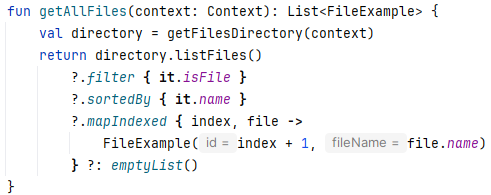 fun getAllFiles(context: Context): List<FileExample> {
    val directory = getFilesDirectory(context)
    return directory.listFiles()
        ?.filter { it.isFile }
        ?.sortedBy { it.name }
        ?.mapIndexed { index, file ->
            FileExample( id = index + 1, fileName = file.name)
        } ?: emptyList()
}